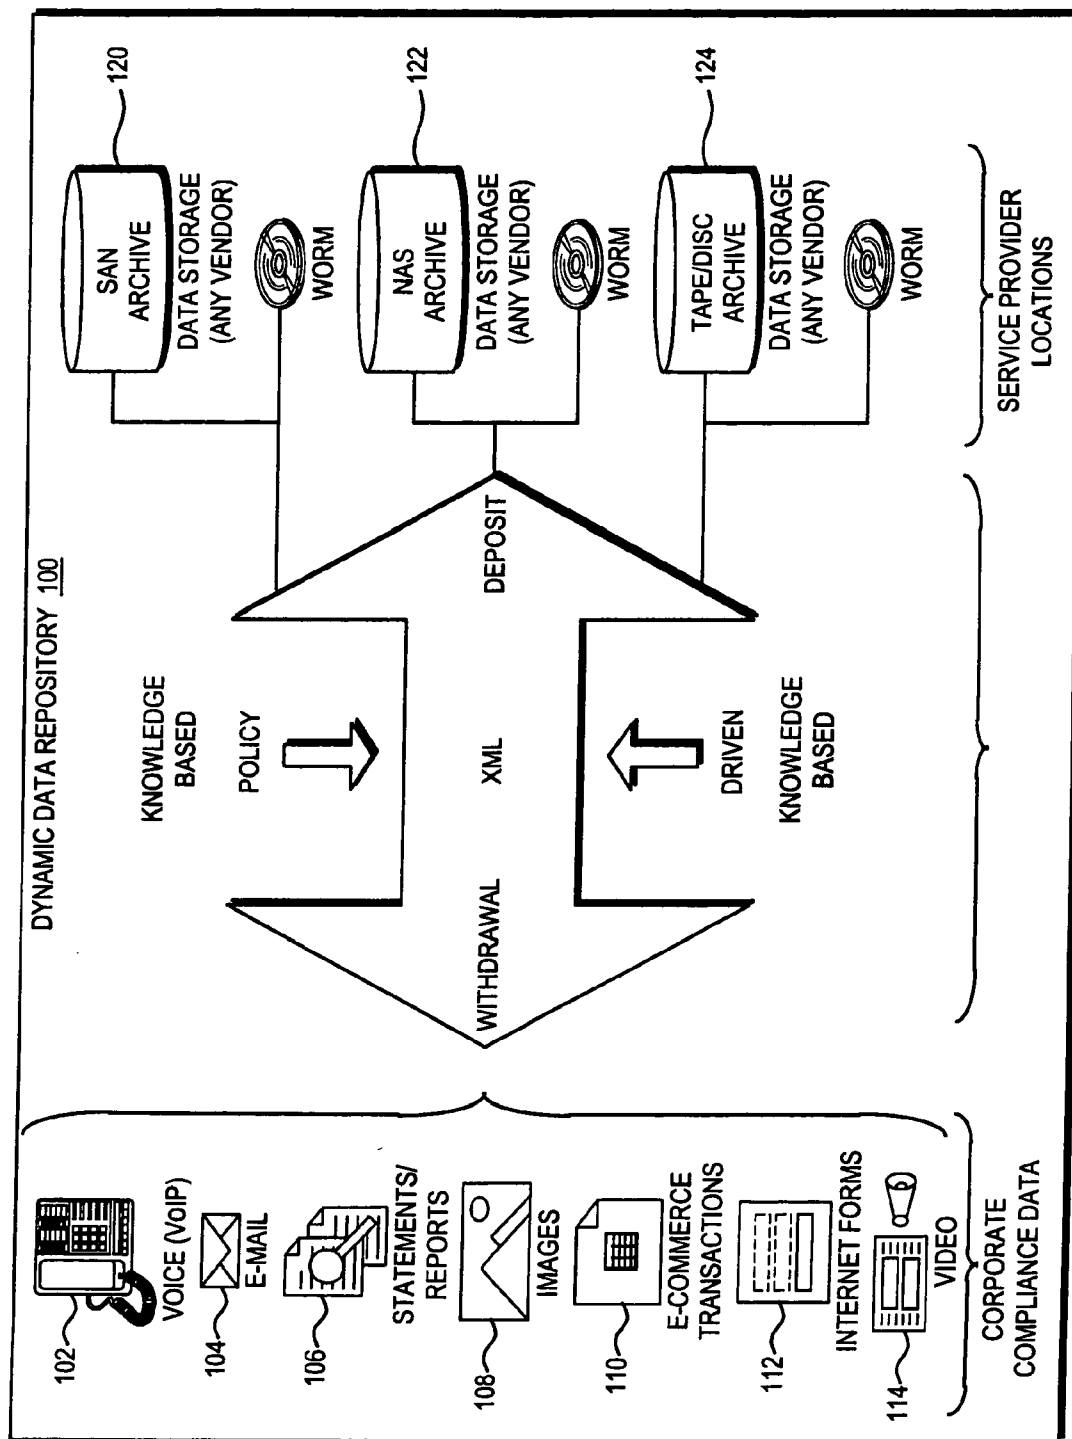 DYNAMIC DATA REPOSITORY 100
102
VOICE (VoIP)
104
E-MAIL
106
STATEMENTS/
REPORTS
108
IMAGES
110
E-COMMERCE
TRANSACTIONS
112
INTERNET FORMS
114
VIDEO
CORPORATE
COMPLIANCE DATA
KNOWLEDGE
BASED
POLICY
WITHDRAWAL
XML
DEPOSIT
DRIVEN
KNOWLEDGE
BASED
SAN
ARCHIVE
120
DATA STORAGE
(ANY VENDOR)
WORM
NAS
ARCHIVE
122
DATA STORAGE
(ANY VENDOR)
WORM
TAPE/DISC
ARCHIVE
124
DATA STORAGE
(ANY VENDOR)
WORM
SERVICE PROVIDER
LOCATIONS